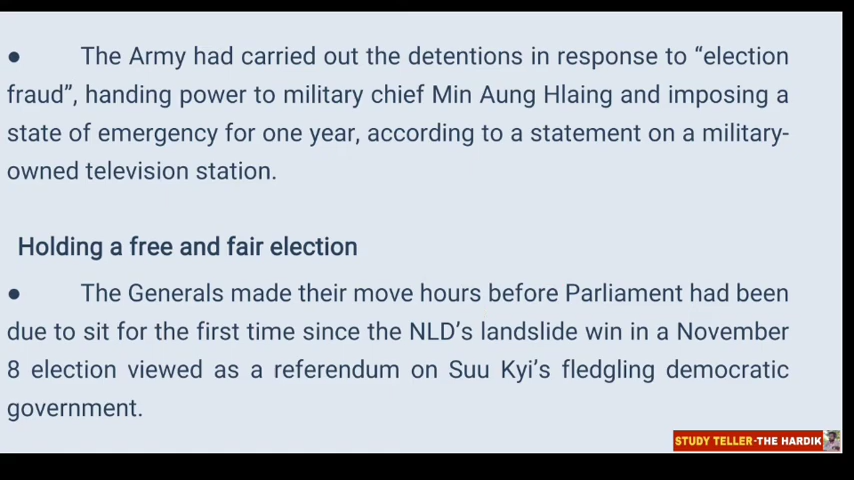 ● The Army had carried out the detentions in response to “election
fraud”, handing power to military chief Min Aung Hlaing and imposing a
state of emergency for one year, according to a statement on a military-
owned television station.
Holding a free and fair election
● The Generals made their move hours before Parliament had been
due to sit for the first time since the NLD’s landslide win in a November
8 election viewed as a referendum on Suu Kyi’s fledgling democratic
government.
STUDY TELLER-THE HARDIK